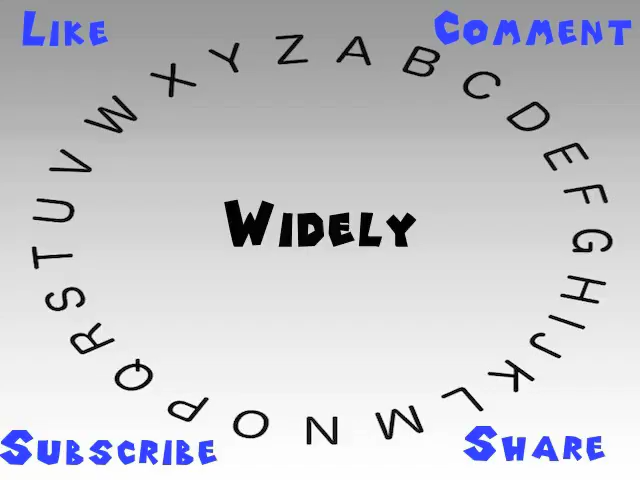 Like
Comment
A B C D E F G H I J K L M N O P Q R S T U V W X Y Z
Widely
Subscribe
Share